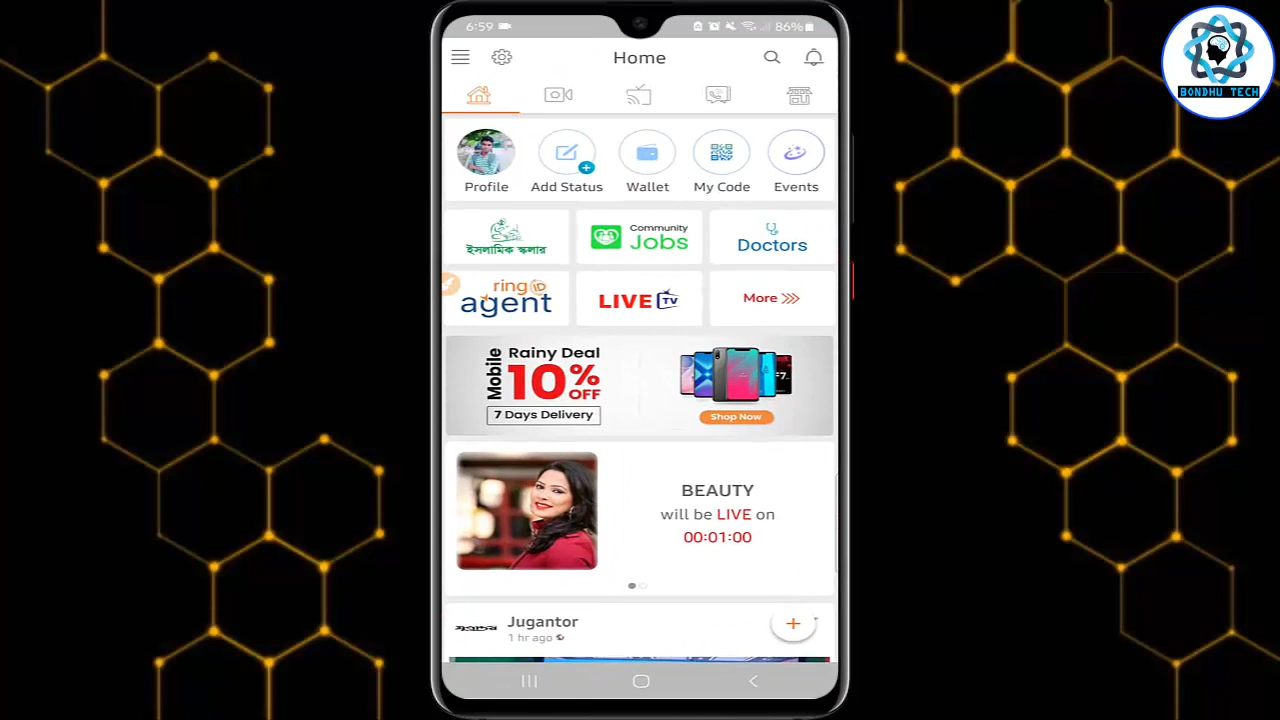 6:59
86%
BONDHU TECH
Home
Profile
Add Status
Wallet
My Code
Events
ইসলামিক স্কলার
Community
Jobs
Doctors
ring ID
agent
LIVE TV
More
Mobile
Rainy Deal
10% OFF
7 Days Delivery
Shop Now
BEAUTY
will be LIVE on
00:01:00
Jugantor
1 hr ago